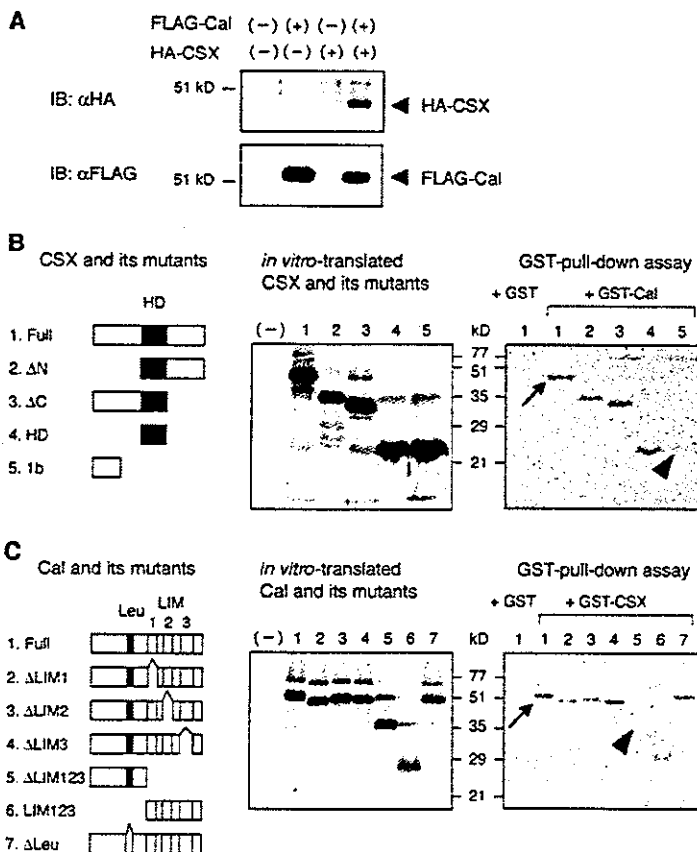 A
FLAG-Cal (−) (+) (−) (+)
HA-CSX (−) (−) (+) (+)
51 kD
IB: αHA
HA-CSX
IB: αFLAG
51 kD
FLAG-Cal
B
CSX and its mutants
in vitro-translated
CSX and its mutants
GST-pull-down assay
HD
+ GST
+ GST-Cal
(−) 1 2 3 4 5 kD 1 1 2 3 4 5
1. Full
2. ΔN
3. ΔC
4. HD
5. 1b
77
51
35
29
21
C
Cal and its mutants
in vitro-translated
Cal and its mutants
GST-pull-down assay
Leu LIM
1 2 3
+ GST
+ GST-CSX
(−) 1 2 3 4 5 6 7 kD 1 1 2 3 4 5 6 7
1. Full
2. ΔLIM1
3. ΔLIM2
4. ΔLIM3
5. ΔLIM123
6. LIM123
7. ΔLeu
77
51
35
29
21